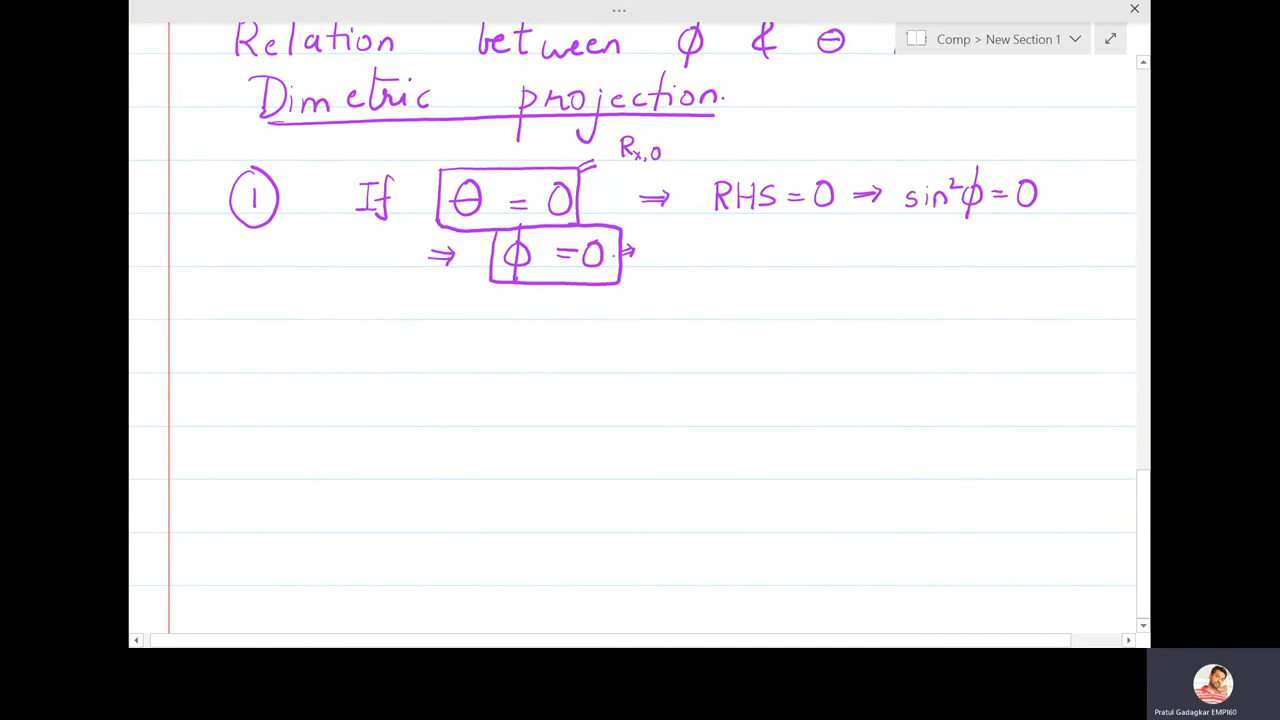 Relation between ϕ & θ
Comp > New Section 1
Dimetric projection.
Rx,θ
① If θ = 0 ⇒ RHS = 0 ⇒ sin²ϕ = 0
⇒ ϕ = 0. ⇒
Pratul Gadagkar EMP160